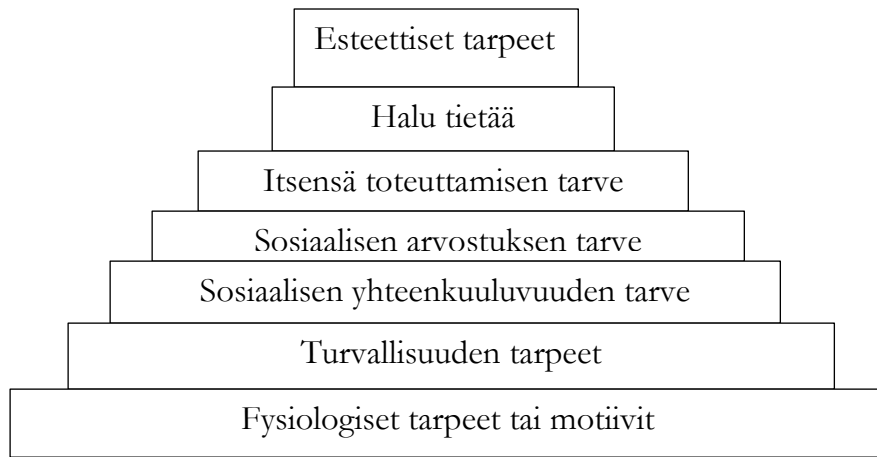 Esteettiset tarpeet
Halu tietää
Itsensä toteuttamisen tarve
Sosiaalisen arvostuksen tarve
Sosiaalisen yhteenkuuluvuuden tarve
Turvallisuuden tarpeet
Fysiologiset tarpeet tai motiivit